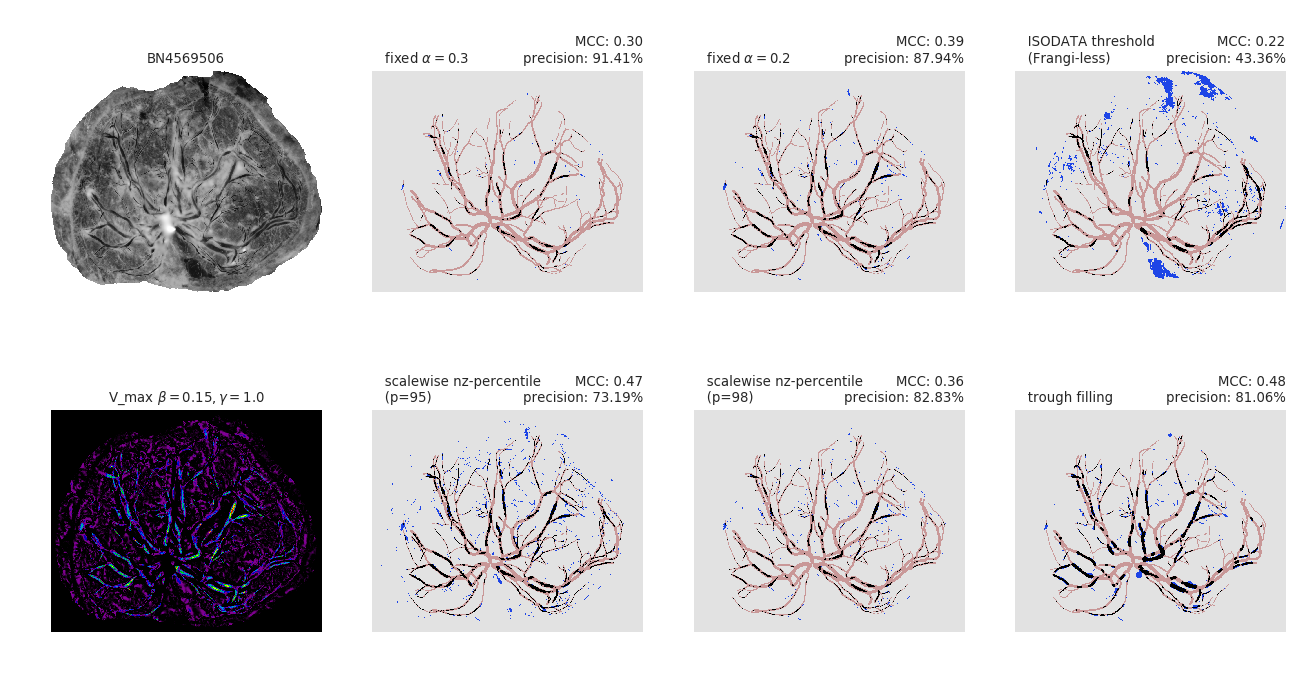 BN4569506
MCC: 0.30
fixed α = 0.3 precision: 91.41%
MCC: 0.39
fixed α = 0.2 precision: 87.94%
ISODATA threshold MCC: 0.22
(Frangi-less) precision: 43.36%
V_max β = 0.15, γ = 1.0
scalewise nz-percentile MCC: 0.47
(p=95) precision: 73.19%
scalewise nz-percentile MCC: 0.36
(p=98) precision: 82.83%
MCC: 0.48
trough filling precision: 81.06%